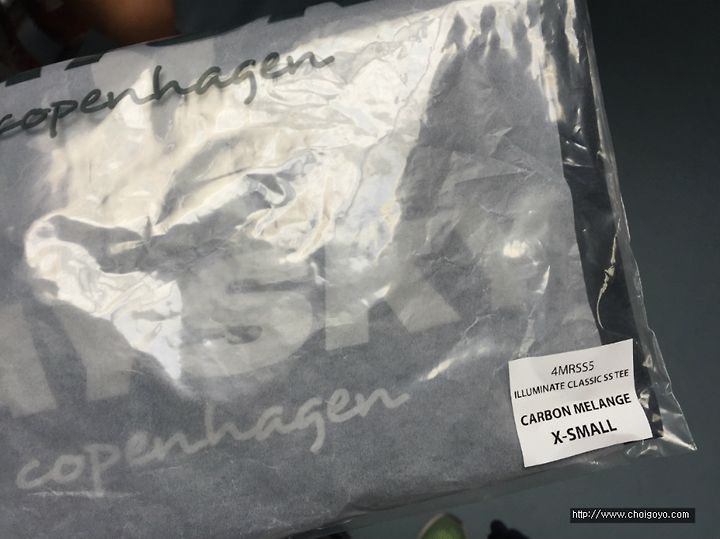 copenhagen
copenhagen
4MRSS5
ILLUMINATE CLASSIC SS TEE
CARBON MELANGE
X-SMALL
http://www.choigoyo.com